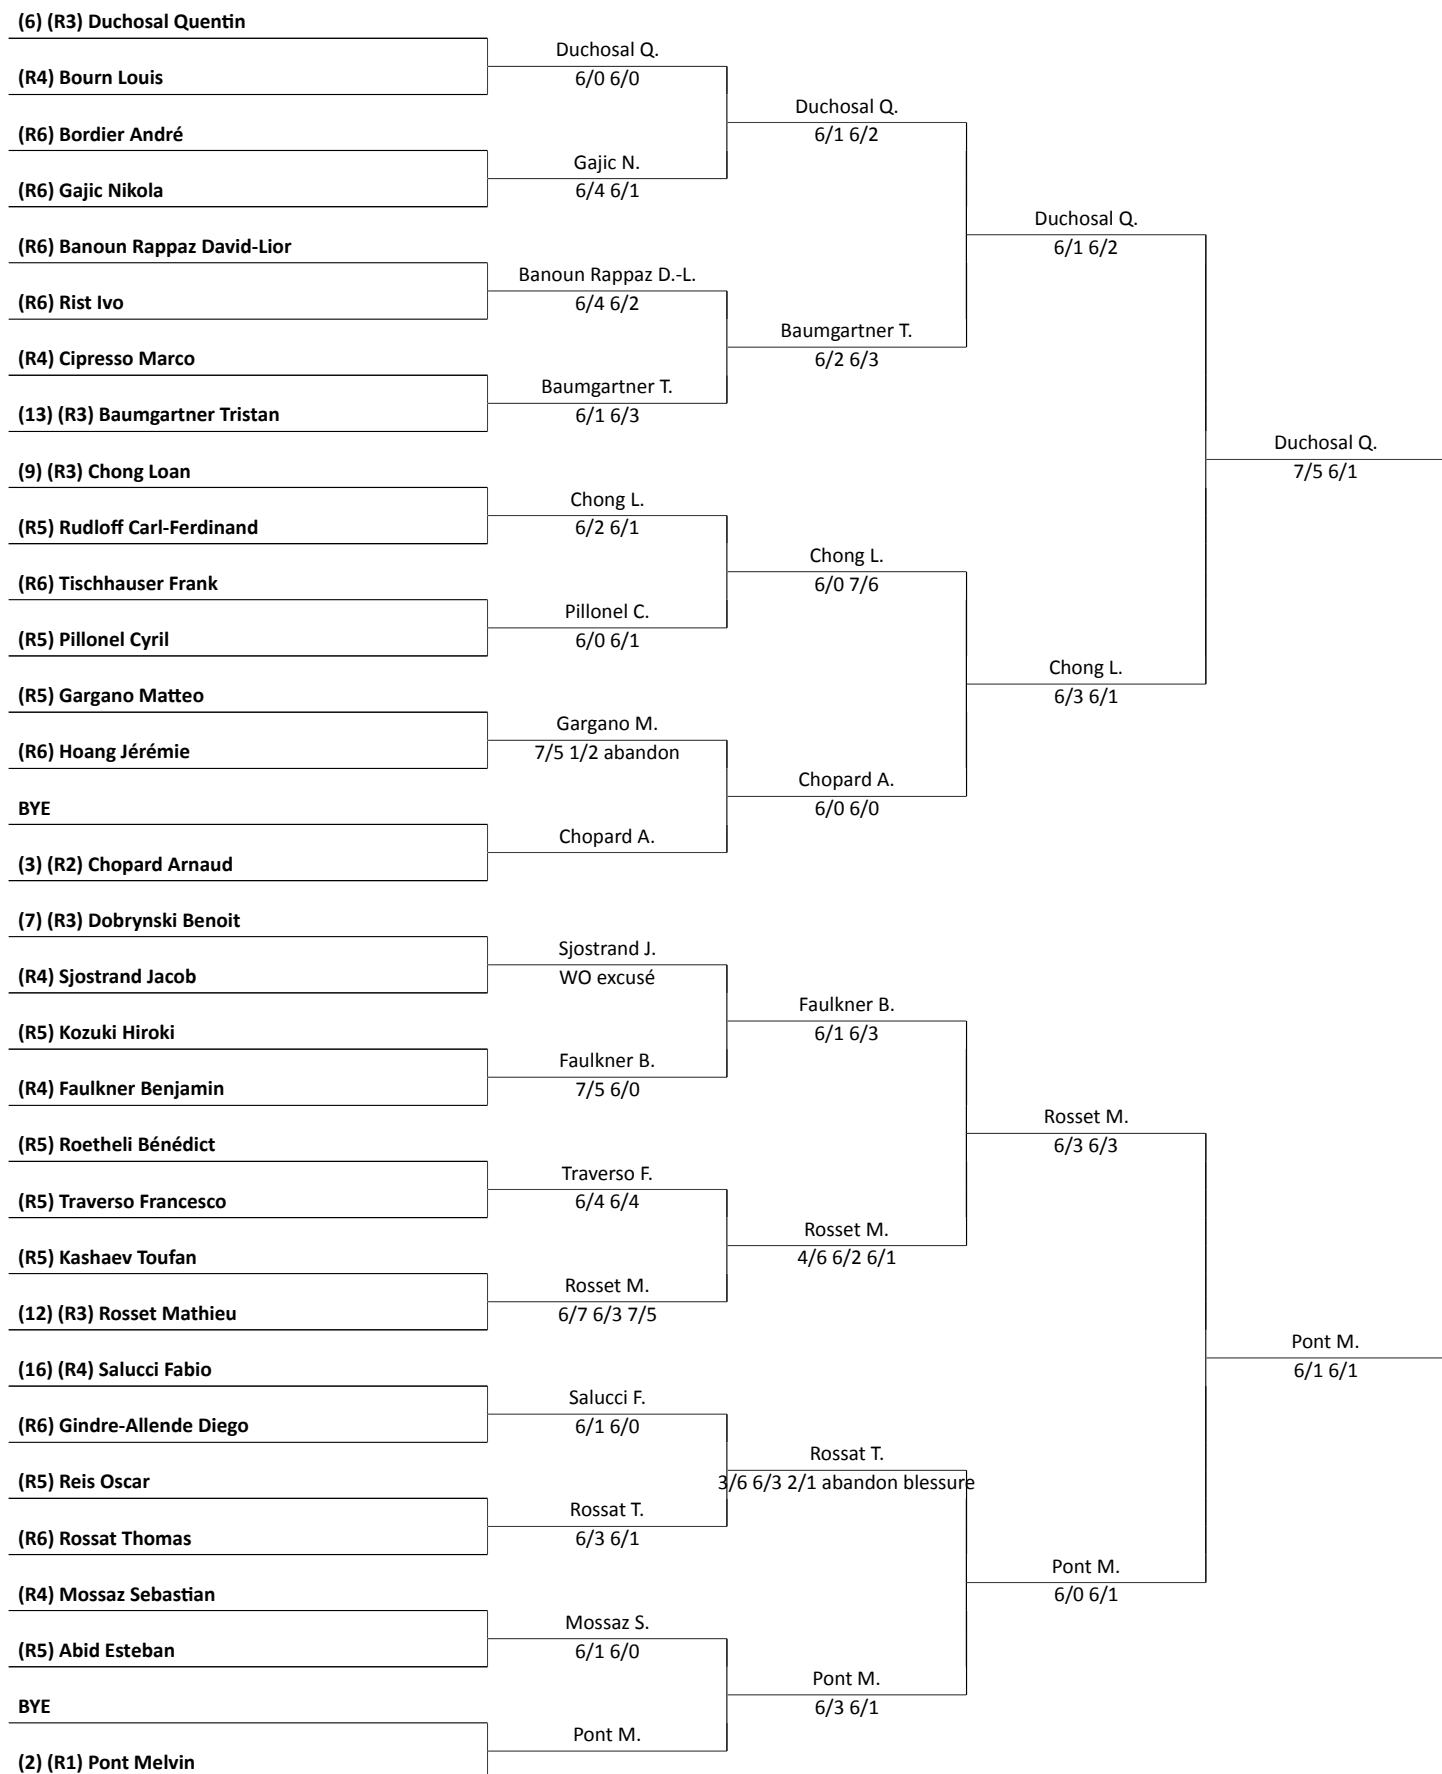 (6) (R3) Duchosal Quentin
Duchosal Q.
(R4) Bourn Louis
6/0 6/0
Duchosal Q.
(R6) Bordier André
6/1 6/2
Gajic N.
(R6) Gajic Nikola
6/4 6/1
Duchosal Q.
(R6) Banoun Rappaz David-Lior
6/1 6/2
Banoun Rappaz D.-L.
(R6) Rist Ivo
6/4 6/2
Baumgartner T.
(R4) Cipresso Marco
6/2 6/3
Baumgartner T.
(13) (R3) Baumgartner Tristan
6/1 6/3
Duchosal Q.
(9) (R3) Chong Loan
7/5 6/1
Chong L.
(R5) Rudloff Carl-Ferdinand
6/2 6/1
Chong L.
(R6) Tischhauser Frank
6/0 7/6
Pillonel C.
(R5) Pillonel Cyril
6/0 6/1
Chong L.
(R5) Gargano Matteo
6/3 6/1
Gargano M.
(R6) Hoang Jérémie
7/5 1/2 abandon
Chopard A.
BYE
6/0 6/0
Chopard A.
(3) (R2) Chopard Arnaud
(7) (R3) Dobrynski Benoit
Sjostrand J.
(R4) Sjostrand Jacob
WO excusé
Faulkner B.
(R5) Kozuki Hiroki
6/1 6/3
Faulkner B.
(R4) Faulkner Benjamin
7/5 6/0
Rosset M.
(R5) Roetheli Bénédict
6/3 6/3
Traverso F.
(R5) Traverso Francesco
6/4 6/4
Rosset M.
(R5) Kashaev Toufan
4/6 6/2 6/1
Rosset M.
(12) (R3) Rosset Mathieu
6/7 6/3 7/5
Pont M.
(16) (R4) Salucci Fabio
6/1 6/1
Salucci F.
(R6) Gindre-Allende Diego
6/1 6/0
Rossat T.
(R5) Reis Oscar
3/6 6/3 2/1 abandon blessure
Rossat T.
(R6) Rossat Thomas
6/3 6/1
Pont M.
(R4) Mossaz Sebastian
6/0 6/1
Mossaz S.
(R5) Abid Esteban
6/1 6/0
Pont M.
BYE
6/3 6/1
Pont M.
(2) (R1) Pont Melvin